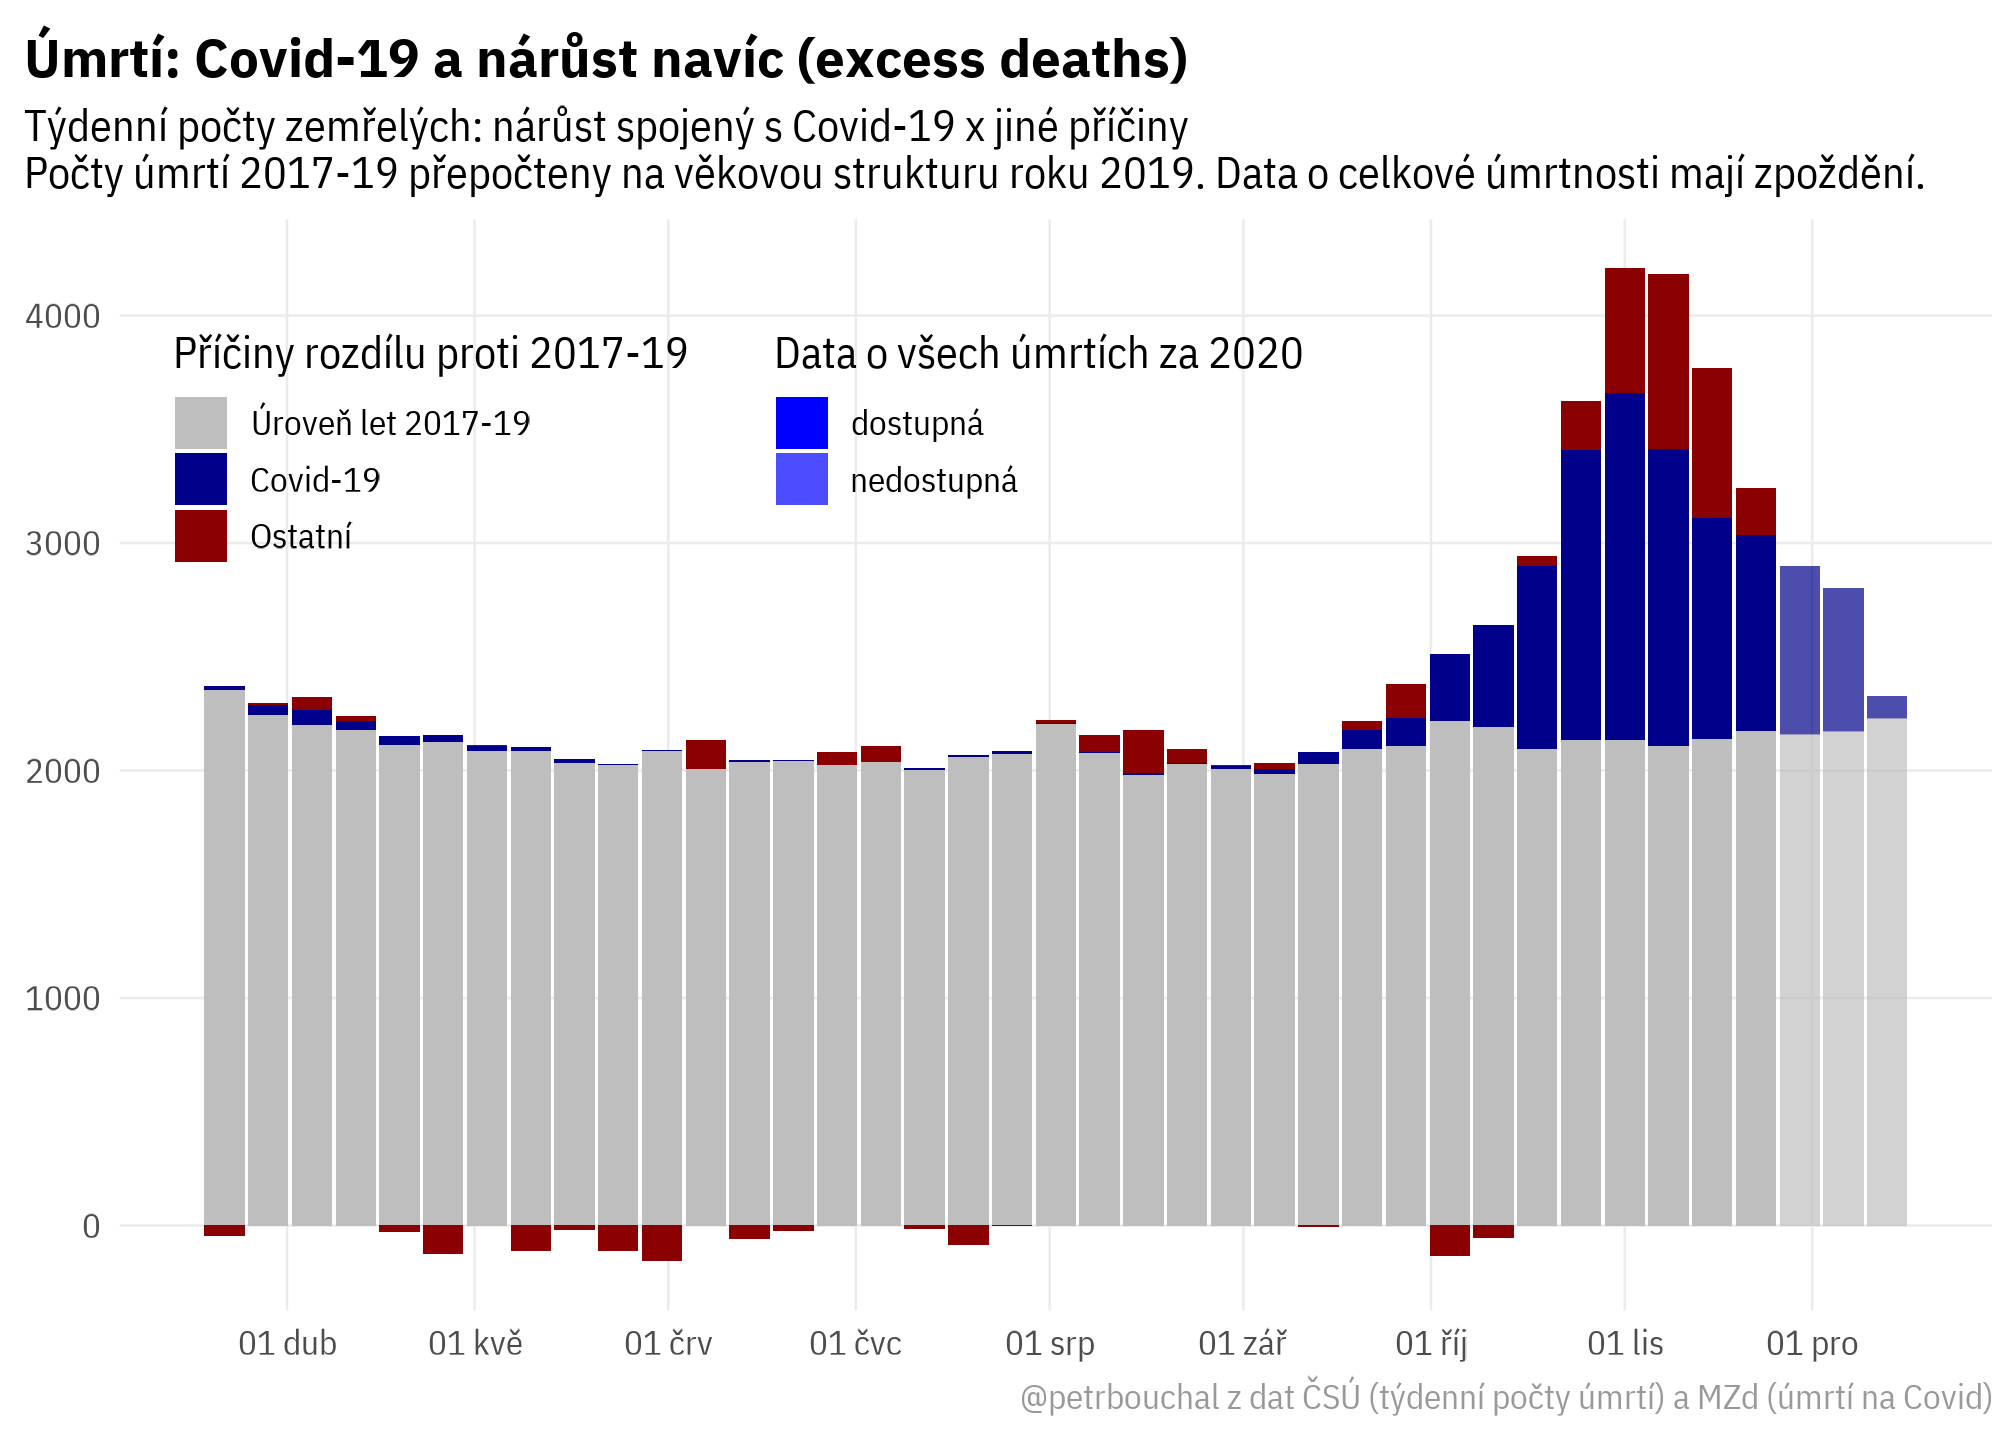 Úmrtí: Covid-19 a nárůst navíc (excess deaths)
Týdenní počty zemřelých: nárůst spojený s Covid-19 x jiné příčiny
Počty úmrtí 2017-19 přepočteny na věkovou strukturu roku 2019. Data o celkové úmrtnosti mají zpoždění.
4000
3000
2000
1000
0
Příčiny rozdílu proti 2017-19
Úroveň let 2017-19
Covid-19
Ostatní
Data o všech úmrtích za 2020
dostupná
nedostupná
01 dub
01 kvě
01 črv
01 čvc
01 srp
01 zář
01 říj
01 lis
01 pro
@petrbouchal z dat ČSÚ (týdenní počty úmrtí) a MZd (úmrtí na Covid)